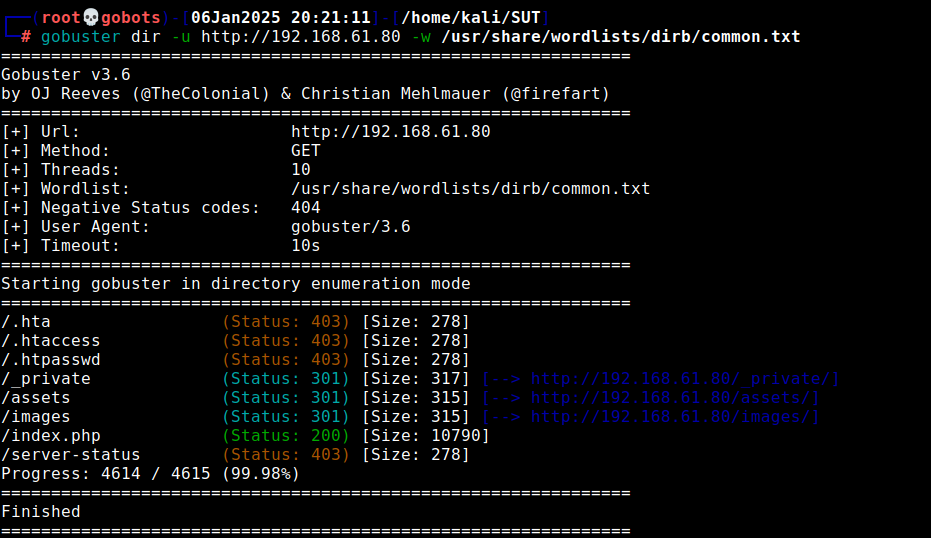 ┌──(root💀gobots)-[06Jan2025 20:21:11]-[/home/kali/SUT]
└─# gobuster dir -u http://192.168.61.80 -w /usr/share/wordlists/dirb/common.txt
===============================================================
Gobuster v3.6
by OJ Reeves (@TheColonial) & Christian Mehlmauer (@firefart)
===============================================================
[+] Url:                     http://192.168.61.80
[+] Method:                  GET
[+] Threads:                 10
[+] Wordlist:                /usr/share/wordlists/dirb/common.txt
[+] Negative Status codes:   404
[+] User Agent:              gobuster/3.6
[+] Timeout:                 10s
===============================================================
Starting gobuster in directory enumeration mode
===============================================================
/.hta                 (Status: 403) [Size: 278]
/.htaccess            (Status: 403) [Size: 278]
/.htpasswd            (Status: 403) [Size: 278]
/_private             (Status: 301) [Size: 317] [--> http://192.168.61.80/_private/]
/assets               (Status: 301) [Size: 315] [--> http://192.168.61.80/assets/]
/images               (Status: 301) [Size: 315] [--> http://192.168.61.80/images/]
/index.php            (Status: 200) [Size: 10790]
/server-status        (Status: 403) [Size: 278]
Progress: 4614 / 4615 (99.98%)
===============================================================
Finished
===============================================================